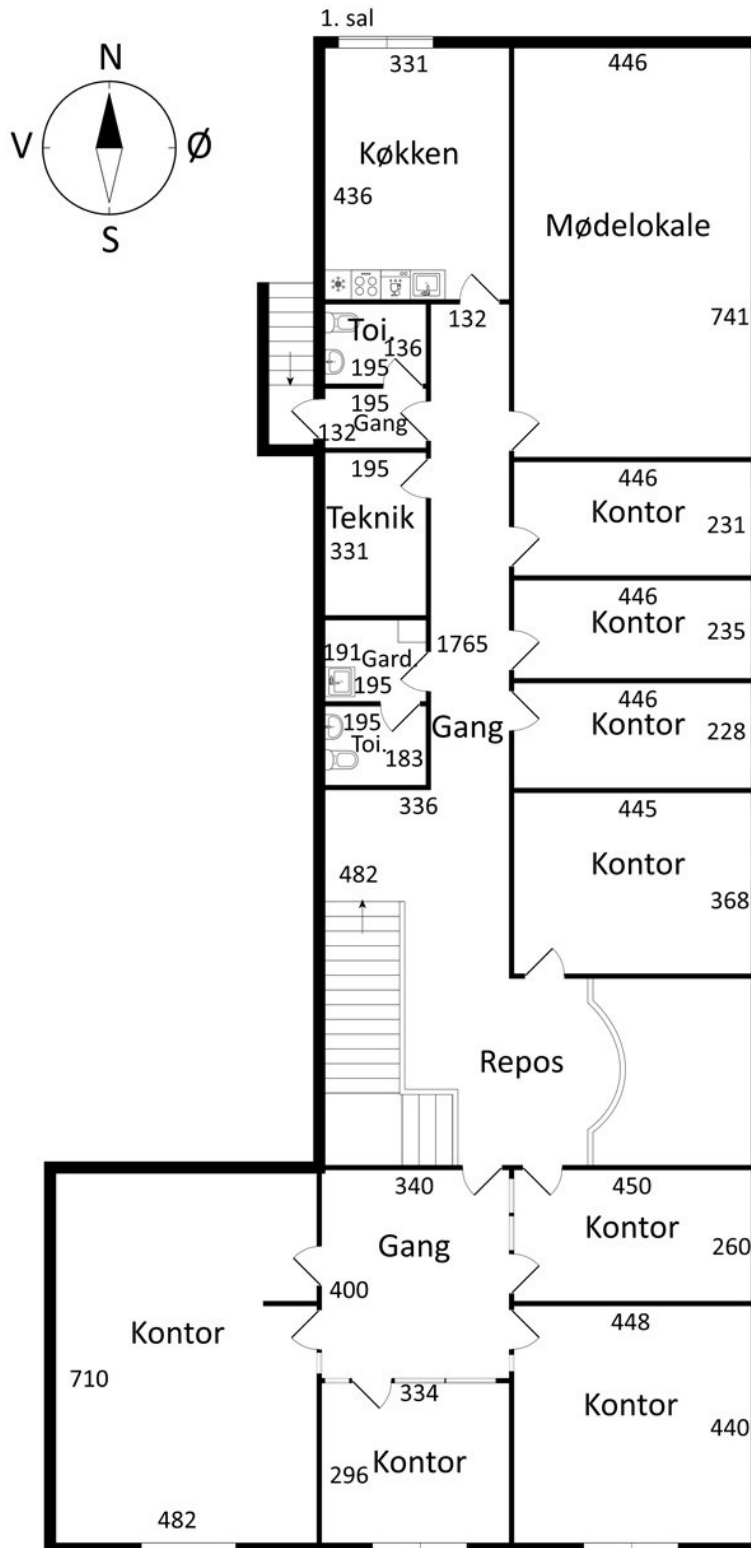 1. sal
N
V Ø
S
331
Køkken
436
446
Mødelokale
741
132
Toi.
136
195
195
Gang
132
195
Teknik
331
446
Kontor
231
446
Kontor
235
191
Gard.
195
1765
Gang
446
Kontor
228
195
Toi.
183
336
482
445
Kontor
368
Repos
340
Gang
400
450
Kontor
260
Kontor
710
482
448
Kontor
440
334
296
Kontor